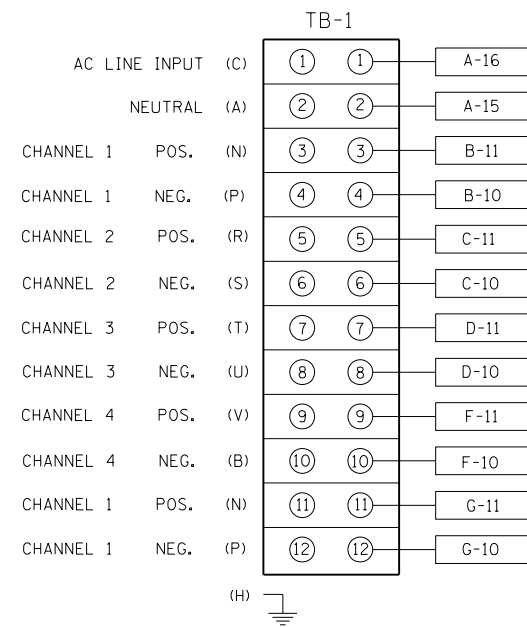 TB-1
AC LINE INPUT (C) 1 1 A-16
NEUTRAL (A) 2 2 A-15
CHANNEL 1 POS. (N) 3 3 B-11
CHANNEL 1 NEG. (P) 4 4 B-10
CHANNEL 2 POS. (R) 5 5 C-11
CHANNEL 2 NEG. (S) 6 6 C-10
CHANNEL 3 POS. (T) 7 7 D-11
CHANNEL 3 NEG. (U) 8 8 D-10
CHANNEL 4 POS. (V) 9 9 F-11
CHANNEL 4 NEG. (B) 10 10 F-10
CHANNEL 1 POS. (N) 11 11 G-11
CHANNEL 1 NEG. (P) 12 12 G-10
(H)